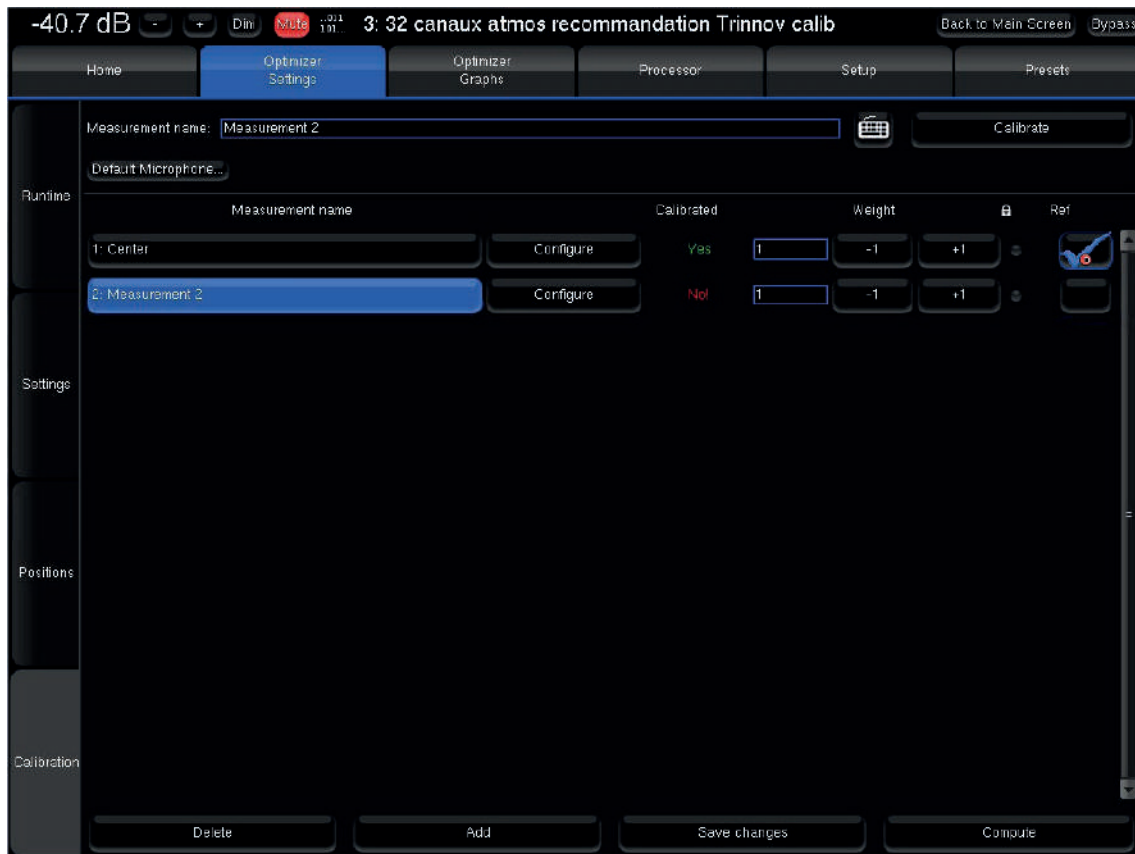 -40.7 dB - + Dim Mute ..011 101... 3: 32 canaux atmos recommandation Trinnov calib Back to Main Screen Bypass
Home Optimizer Settings Optimizer Graphs Processor Setup Presets
Measurement name: Measurement 2 Calibrate
Default Microphone...
Runtime
Measurement name Calibrated Weight Ref
1: Center Configure Yes 1 -1 +1
2: Measurement 2 Configure No! 1 -1 +1
Settings
Positions
Calibration
Delete Add Save changes Compute